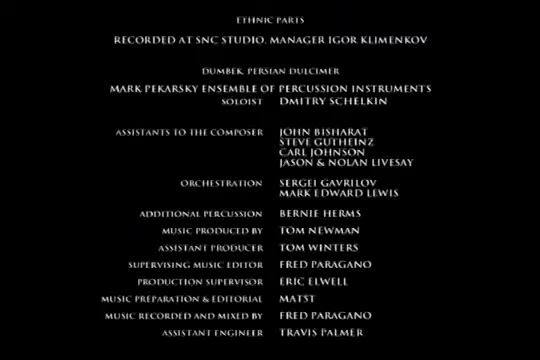 ETHNIC PARTS
RECORDED AT SNC STUDIO. MANAGER IGOR KLIMENKOV
DUMBEK, PERSIAN DULCIMER
MARK PEKARSKY ENSEMBLE OF PERCUSSION INSTRUMENTS
SOLOIST DMITRY SCHELKIN
ASSISTANTS TO THE COMPOSER JOHN BISHARAT
STEVE GUTHEINZ
CARL JOHNSON
JASON & NOLAN LIVESAY
ORCHESTRATION SERGEI GAVRILOV
MARK EDWARD LEWIS
ADDITIONAL PERCUSSION BERNIE HERMS
MUSIC PRODUCED BY TOM NEWMAN
ASSISTANT PRODUCER TOM WINTERS
SUPERVISING MUSIC EDITOR FRED PARAGANO
PRODUCTION SUPERVISOR ERIC ELWELL
MUSIC PREPARATION & EDITORIAL MATST
MUSIC RECORDED AND MIXED BY FRED PARAGANO
ASSISTANT ENGINEER TRAVIS PALMER